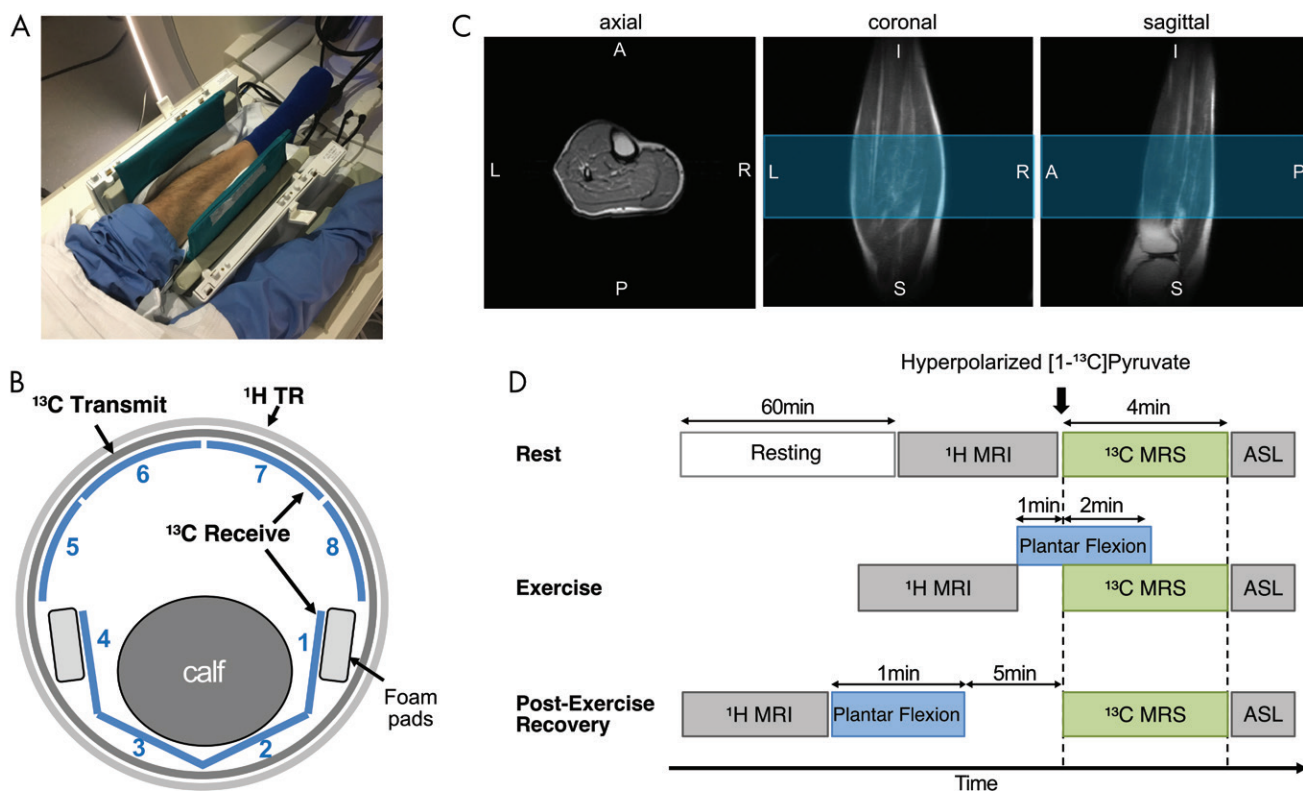 A
B
¹³C Transmit
¹H TR
6
7
¹³C Receive
5
8
4
1
calf
Foam
pads
3
2
C
axial
coronal
sagittal
A
L
R
P
I
L
R
S
I
A
P
S
D
Hyperpolarized [1-¹³C]Pyruvate
60min
4min
Rest
Resting
¹H MRI
¹³C MRS
ASL
1min
2min
Plantar Flexion
Exercise
¹H MRI
¹³C MRS
ASL
1min
5min
Post-Exercise
Recovery
¹H MRI
Plantar Flexion
¹³C MRS
ASL
Time